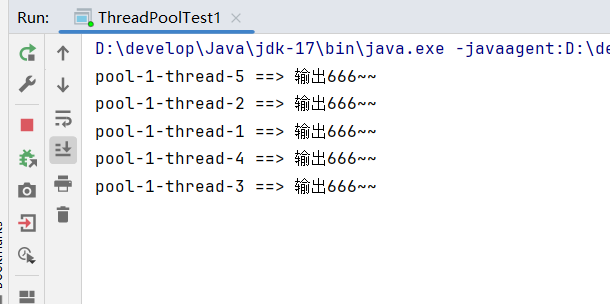 Run: ThreadPoolTest1
D:\develop\Java\jdk-17\bin\java.exe -javaagent:D:\de
pool-1-thread-5 ==> 输出666~~
pool-1-thread-2 ==> 输出666~~
pool-1-thread-1 ==> 输出666~~
pool-1-thread-4 ==> 输出666~~
pool-1-thread-3 ==> 输出666~~